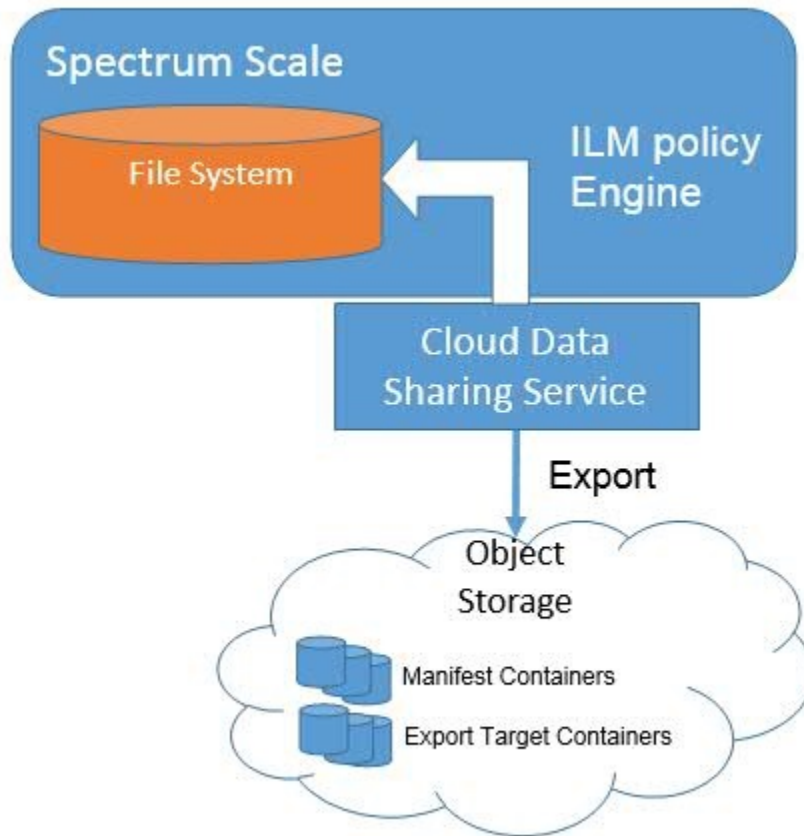 Spectrum Scale
File System
ILM policy
Engine
Cloud Data
Sharing Service
Export
Object
Storage
Manifest Containers
Export Target Containers